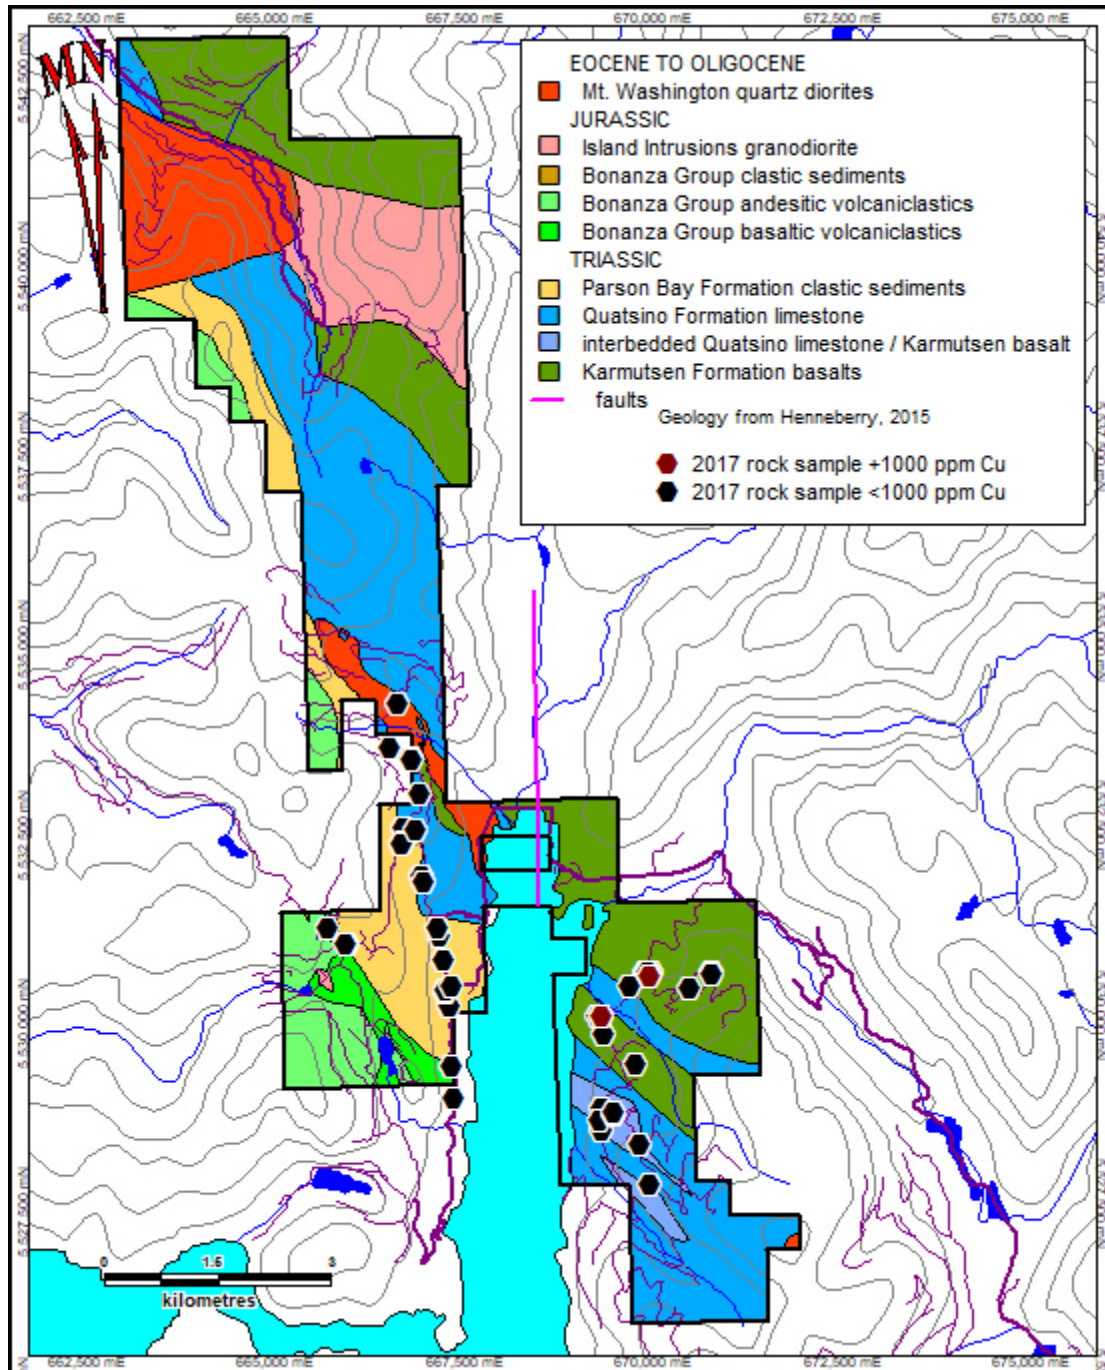 662,500 mE 665,000 mE 667,500 mE 670,000 mE 672,500 mE 675,000 mE
5,542,500 mN
5,540,000 mN
5,537,500 mN
5,535,000 mN
5,532,500 mN
5,530,000 mN
5,527,500 mN
MN
EOCENE TO OLIGOCENE
Mt. Washington quartz diorites
JURASSIC
Island Intrusions granodiorite
Bonanza Group clastic sediments
Bonanza Group andesitic volcaniclastics
Bonanza Group basaltic volcaniclastics
TRIASSIC
Parson Bay Formation clastic sediments
Quatsino Formation limestone
interbedded Quatsino limestone / Karmutsen basalt
Karmutsen Formation basalts
faults
Geology from Henneberry, 2015
2017 rock sample +1000 ppm Cu
2017 rock sample <1000 ppm Cu
0 1.5 3
kilometres
662,500 mE 665,000 mE 667,500 mE 670,000 mE 672,500 mE 675,000 mE